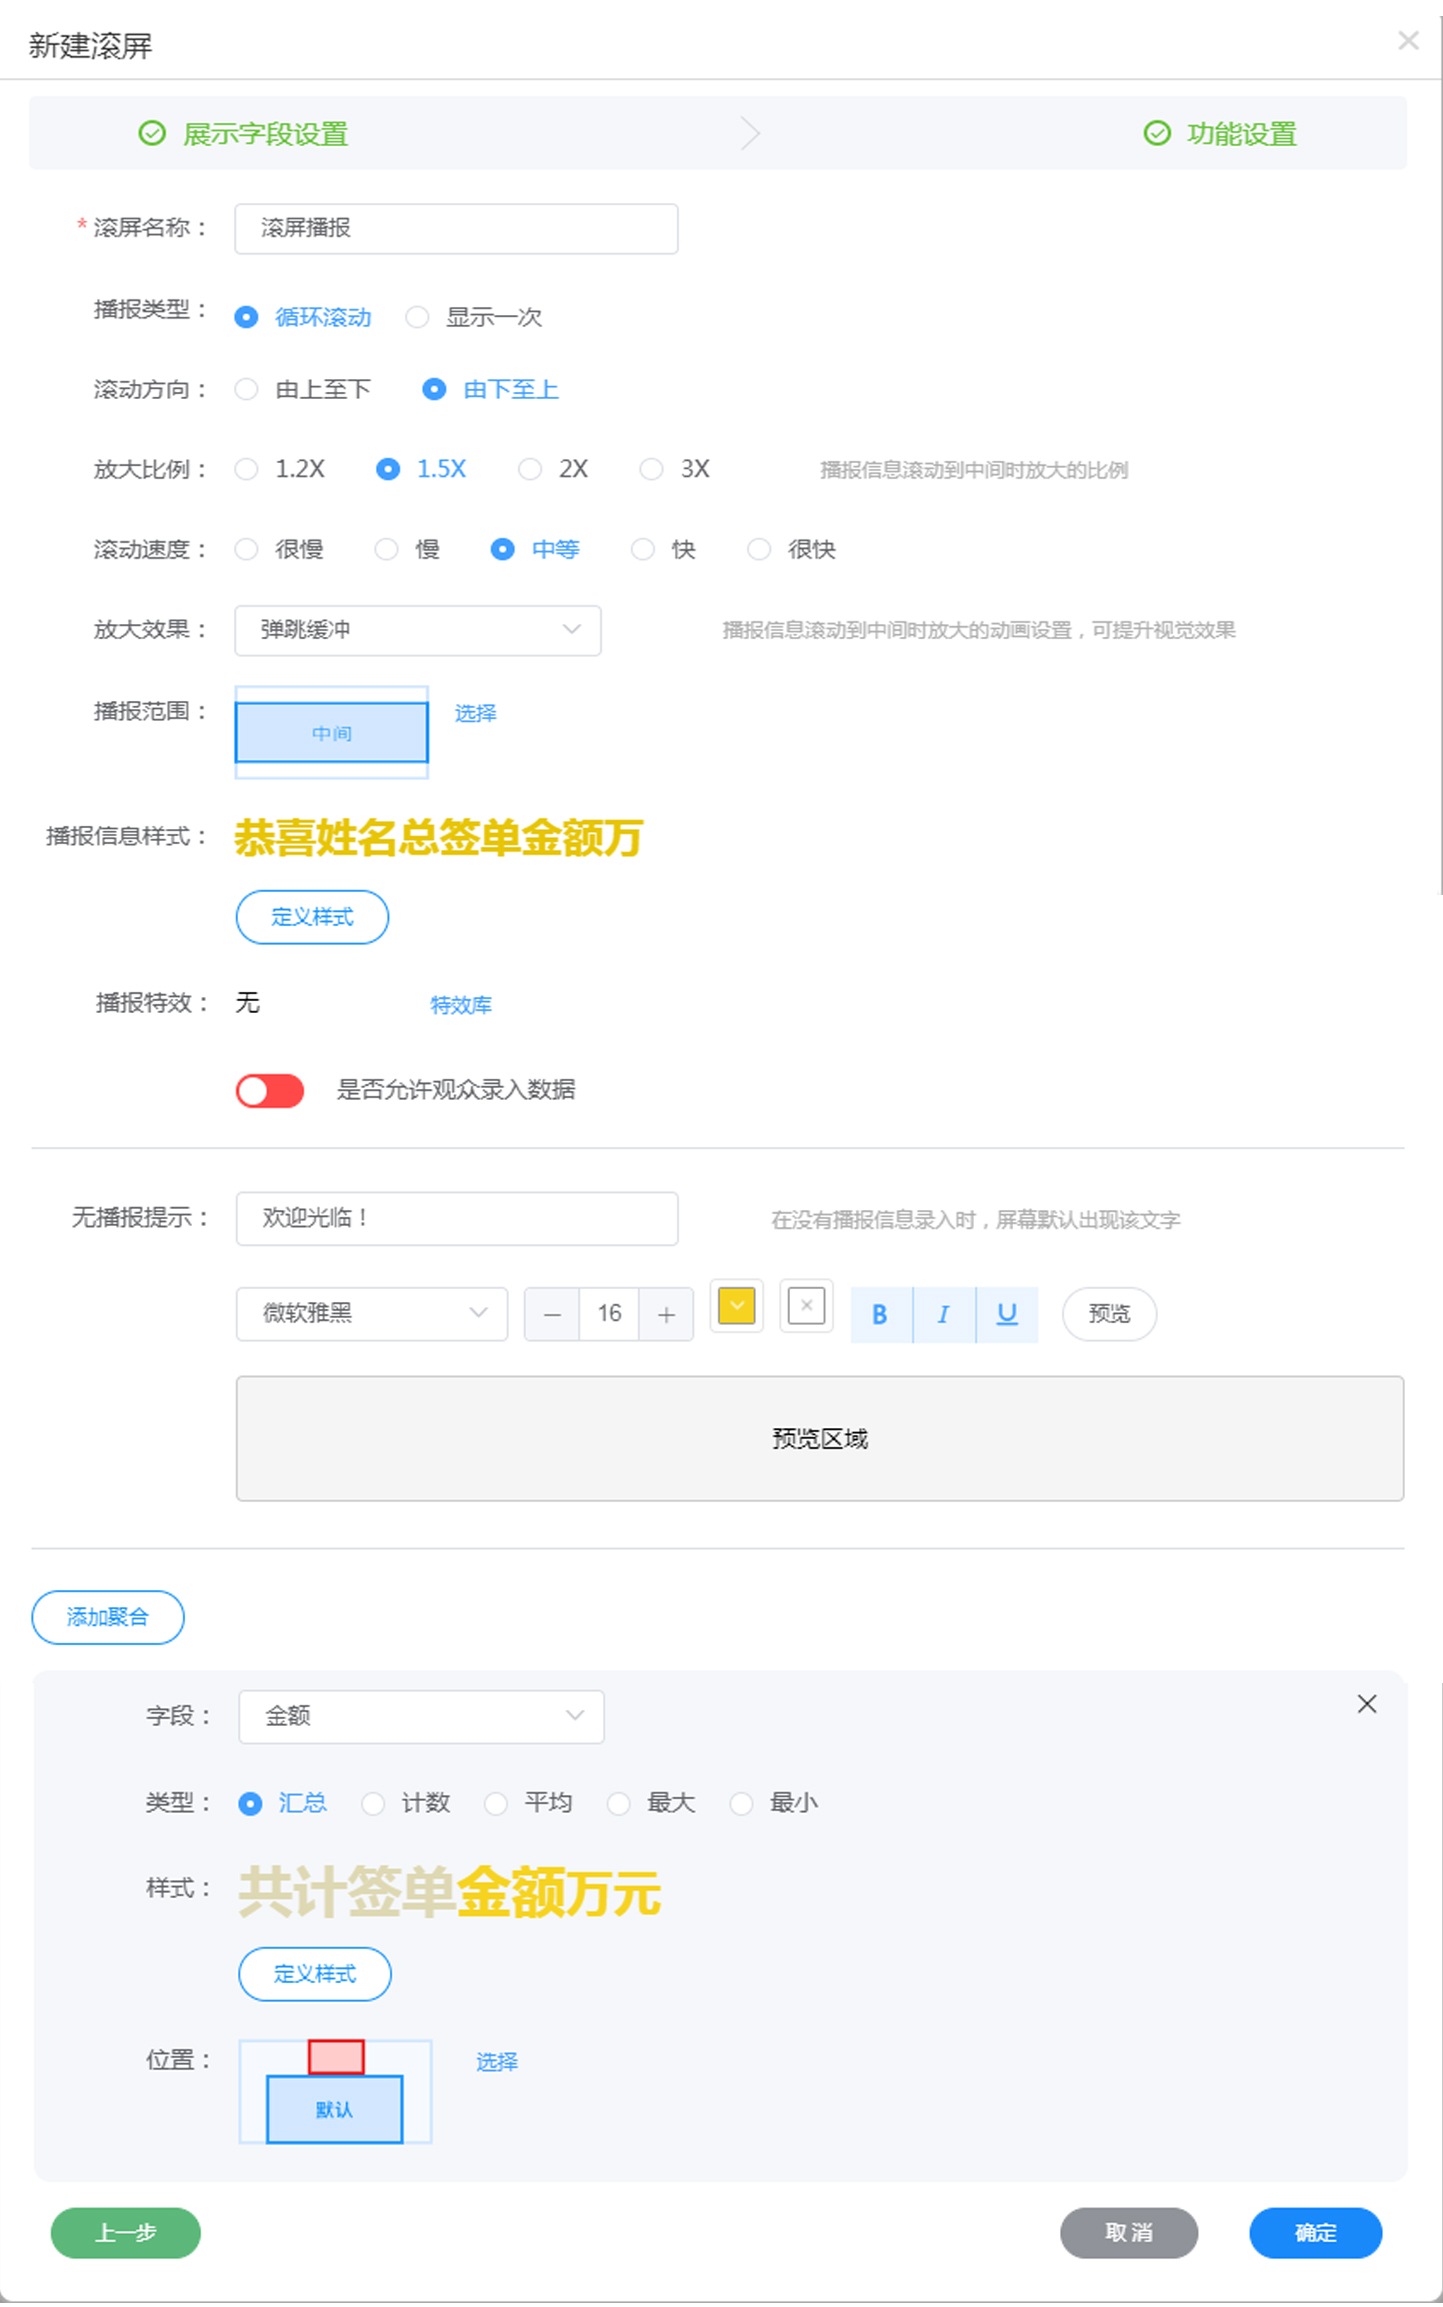 新建滚屏
展示字段设置 功能设置
* 滚屏名称： 滚屏播报
播报类型： 循环滚动 显示一次
滚动方向： 由上至下 由下至上
放大比例： 1.2X 1.5X 2X 3X 播报信息滚动到中间时放大的比例
滚动速度： 很慢 慢 中等 快 很快
放大效果： 弹跳缓冲 播报信息滚动到中间时放大的动画设置，可提升视觉效果
播报范围： 中间 选择
播报信息样式： 恭喜姓名总签单金额万
定义样式
播报特效： 无 特效库
是否允许观众录入数据
无播报提示： 欢迎光临！ 在没有播报信息录入时，屏幕默认出现该文字
微软雅黑 — 16 + B I U 预览
预览区域
添加聚合
字段： 金额
类型： 汇总 计数 平均 最大 最小
样式： 共计签单金额万元
定义样式
位置： 默认 选择
上一步 取消 确定